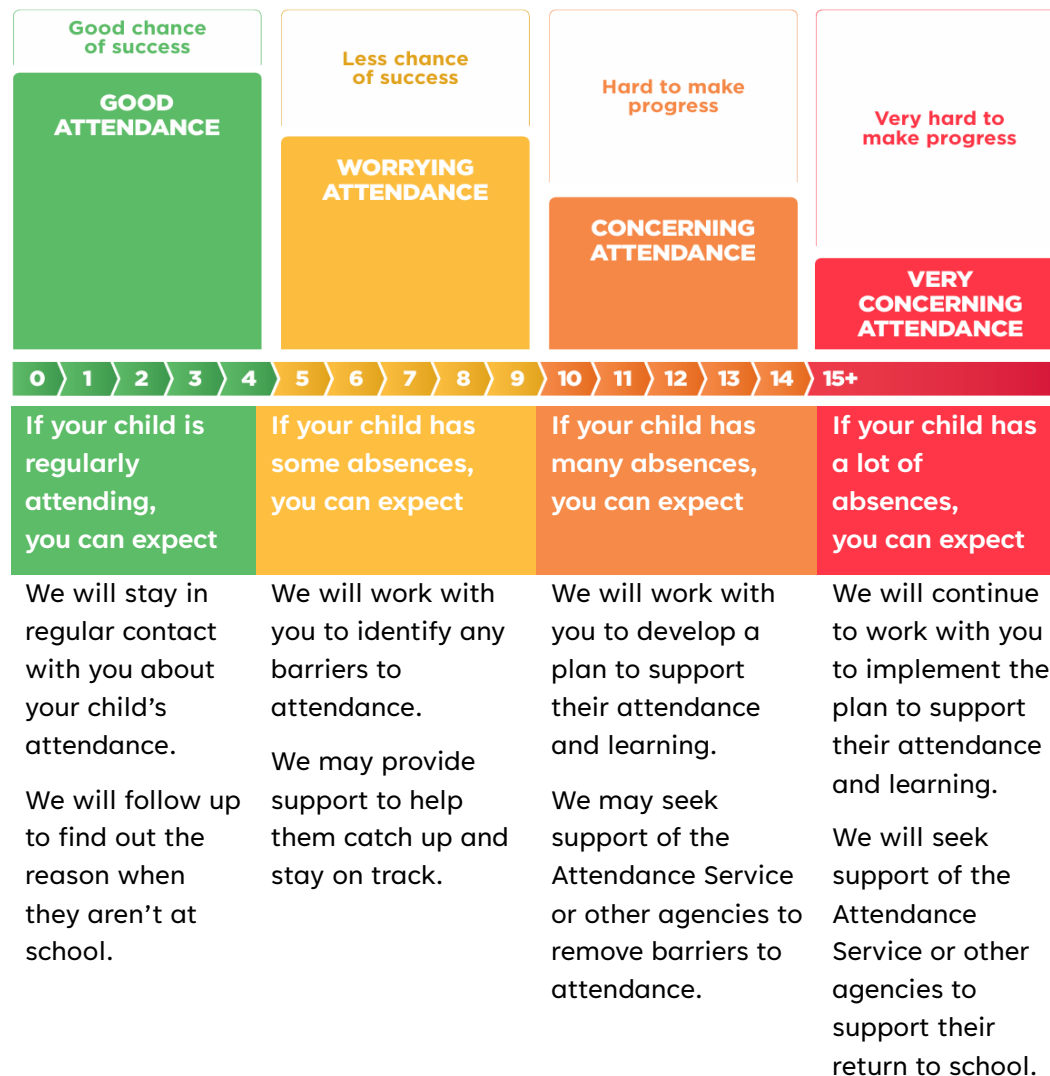 Good chance
of success
GOOD
ATTENDANCE
Less chance
of success
WORRYING
ATTENDANCE
Hard to make
progress
CONCERNING
ATTENDANCE
Very hard to
make progress
VERY
CONCERNING
ATTENDANCE
0 1 2 3 4 5 6 7 8 9 10 11 12 13 14 15+
If your child is
regularly
attending,
you can expect
We will stay in
regular contact
with you about
your child’s
attendance.
We will follow up
to find out the
reason when
they aren’t at
school.
If your child has
some absences,
you can expect
We will work with
you to identify any
barriers to
attendance.
We may provide
support to help
them catch up and
stay on track.
If your child has
many absences,
you can expect
We will work with
you to develop a
plan to support
their attendance
and learning.
We may seek
support of the
Attendance Service
or other agencies to
remove barriers to
attendance.
If your child has
a lot of
absences,
you can expect
We will continue
to work with you
to implement the
plan to support
their attendance
and learning.
We will seek
support of the
Attendance
Service or other
agencies to
support their
return to school.